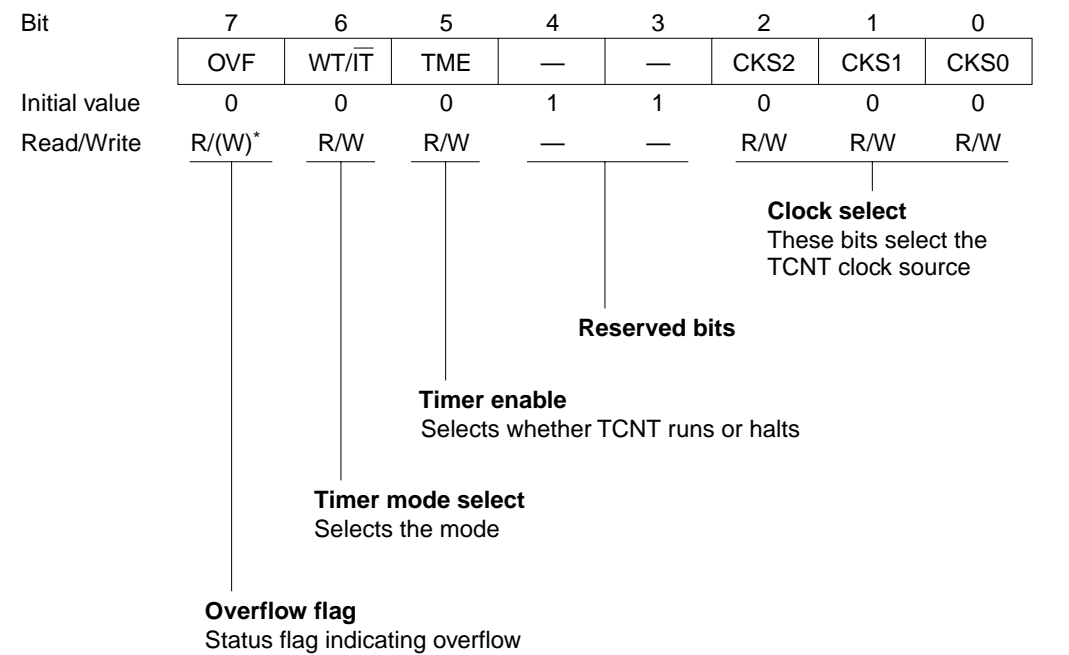 Bit 7 6 5 4 3 2 1 0
OVF WT/I̅T̅ TME — — CKS2 CKS1 CKS0
Initial value 0 0 0 1 1 0 0 0
Read/Write R/(W)* R/W R/W — — R/W R/W R/W
Clock select
These bits select the
TCNT clock source
Reserved bits
Timer enable
Selects whether TCNT runs or halts
Timer mode select
Selects the mode
Overflow flag
Status flag indicating overflow